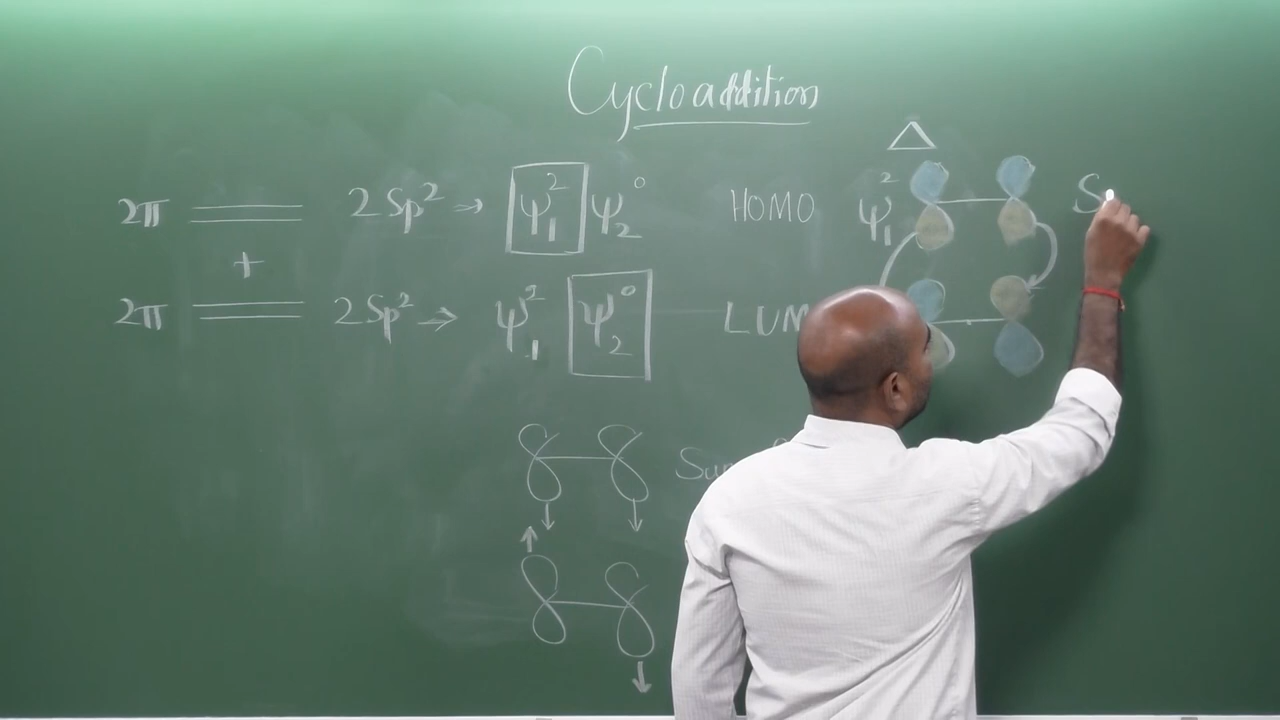 Cycloaddition
Δ
2π 2Sp² → ψ₁² ψ₂⁰ HOMO ψ₁² S
+
2π 2Sp² → ψ₁² ψ₂⁰ LUM